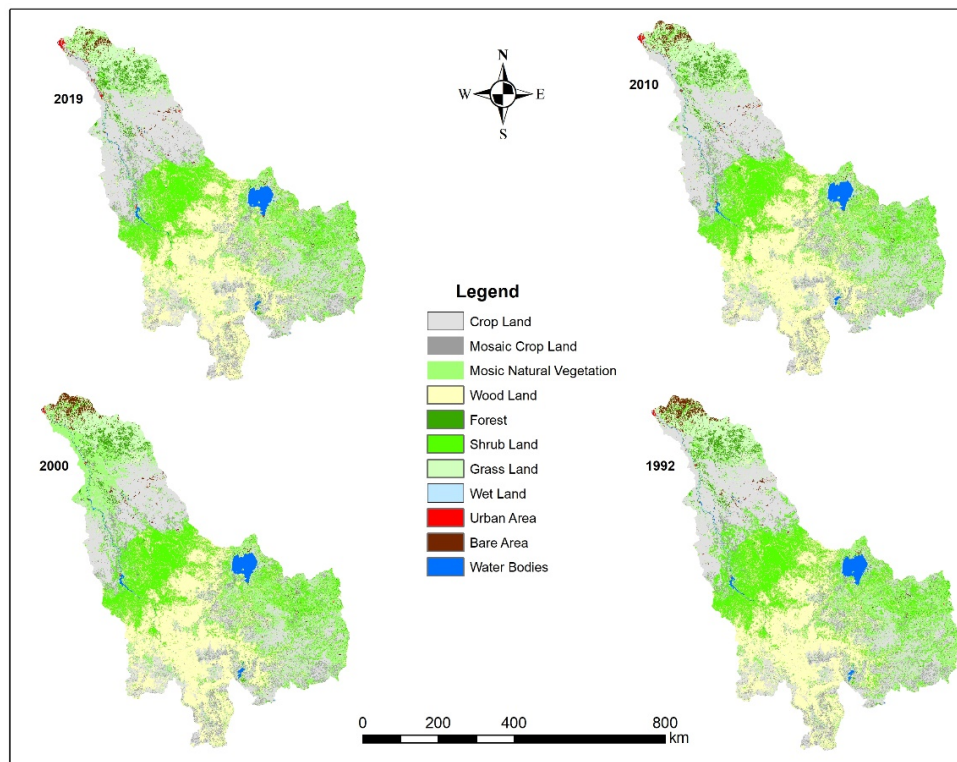 N
W E
S
2019
2010
Legend
Crop Land
Mosaic Crop Land
Mosic Natural Vegetation
Wood Land
Forest
Shrub Land
Grass Land
Wet Land
Urban Area
Bare Area
Water Bodies
2000
1992
0 200 400 800
km